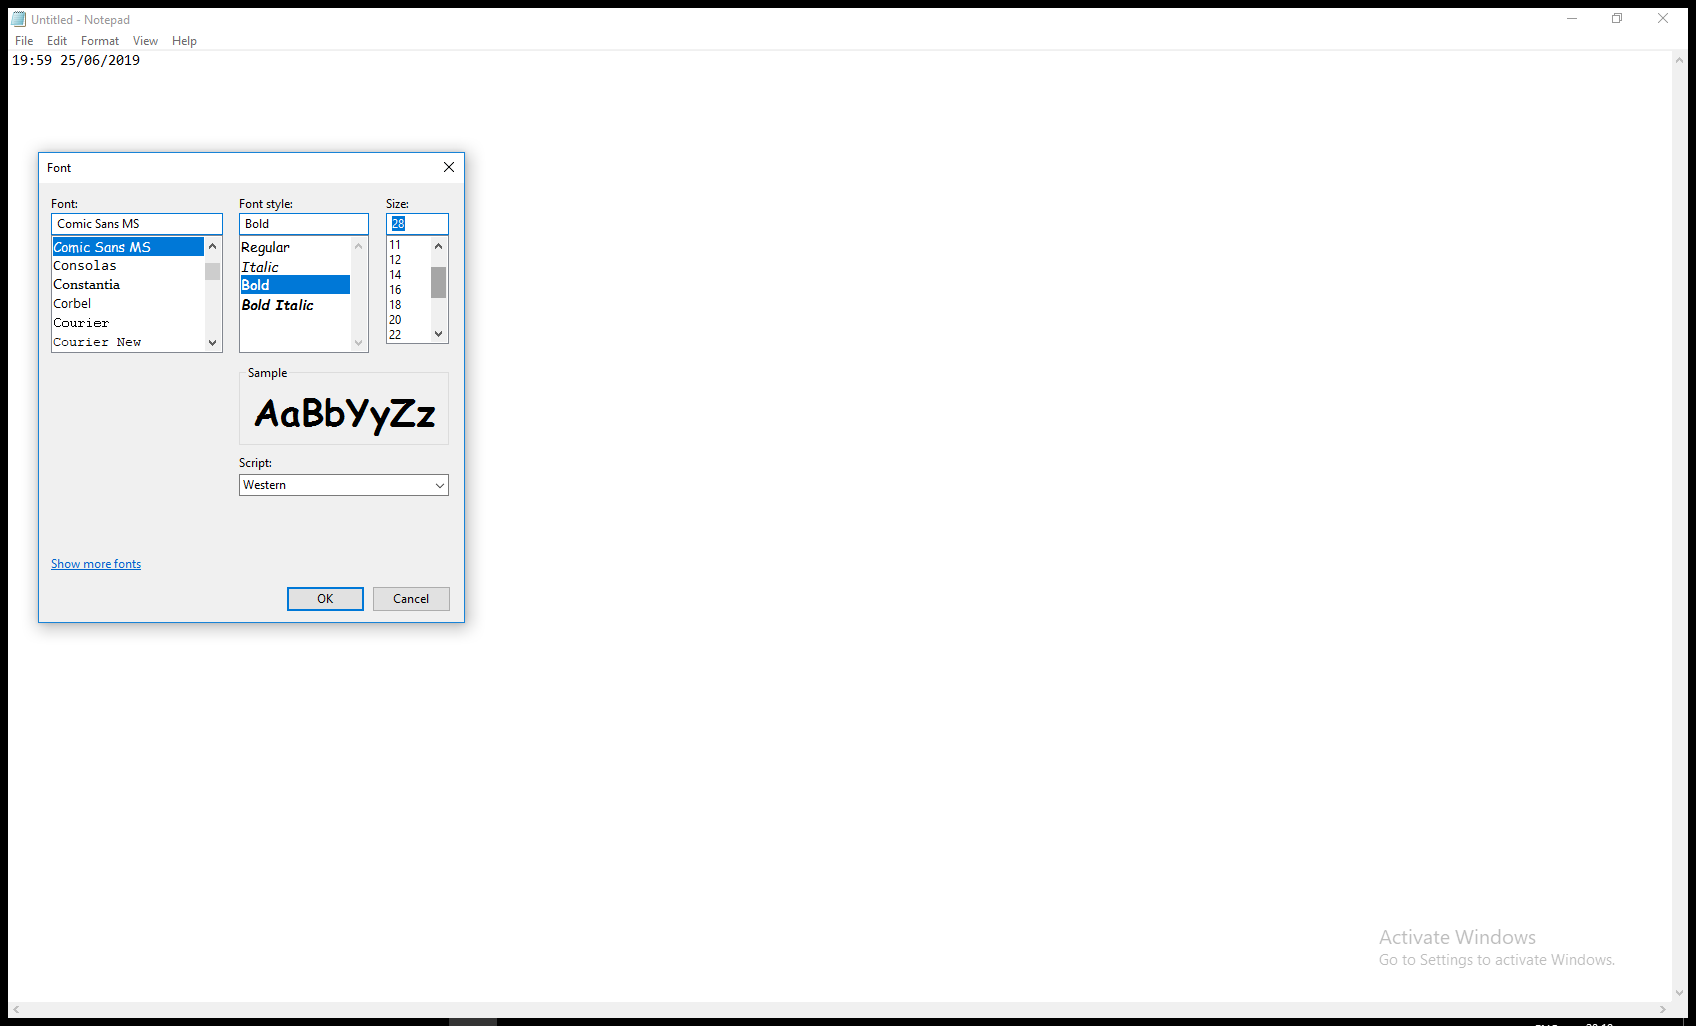 Untitled - Notepad
File Edit Format View Help
19:59 25/06/2019
Font
Font: Font style: Size:
Comic Sans MS Bold 28
Comic Sans MS
Consolas
Constantia
Corbel
Courier
Courier New
Regular
Italic
Bold
Bold Italic
11
12
14
16
18
20
22
Sample
AaBbYyZz
Script:
Western
Show more fonts
OK Cancel
Activate Windows
Go to Settings to activate Windows.